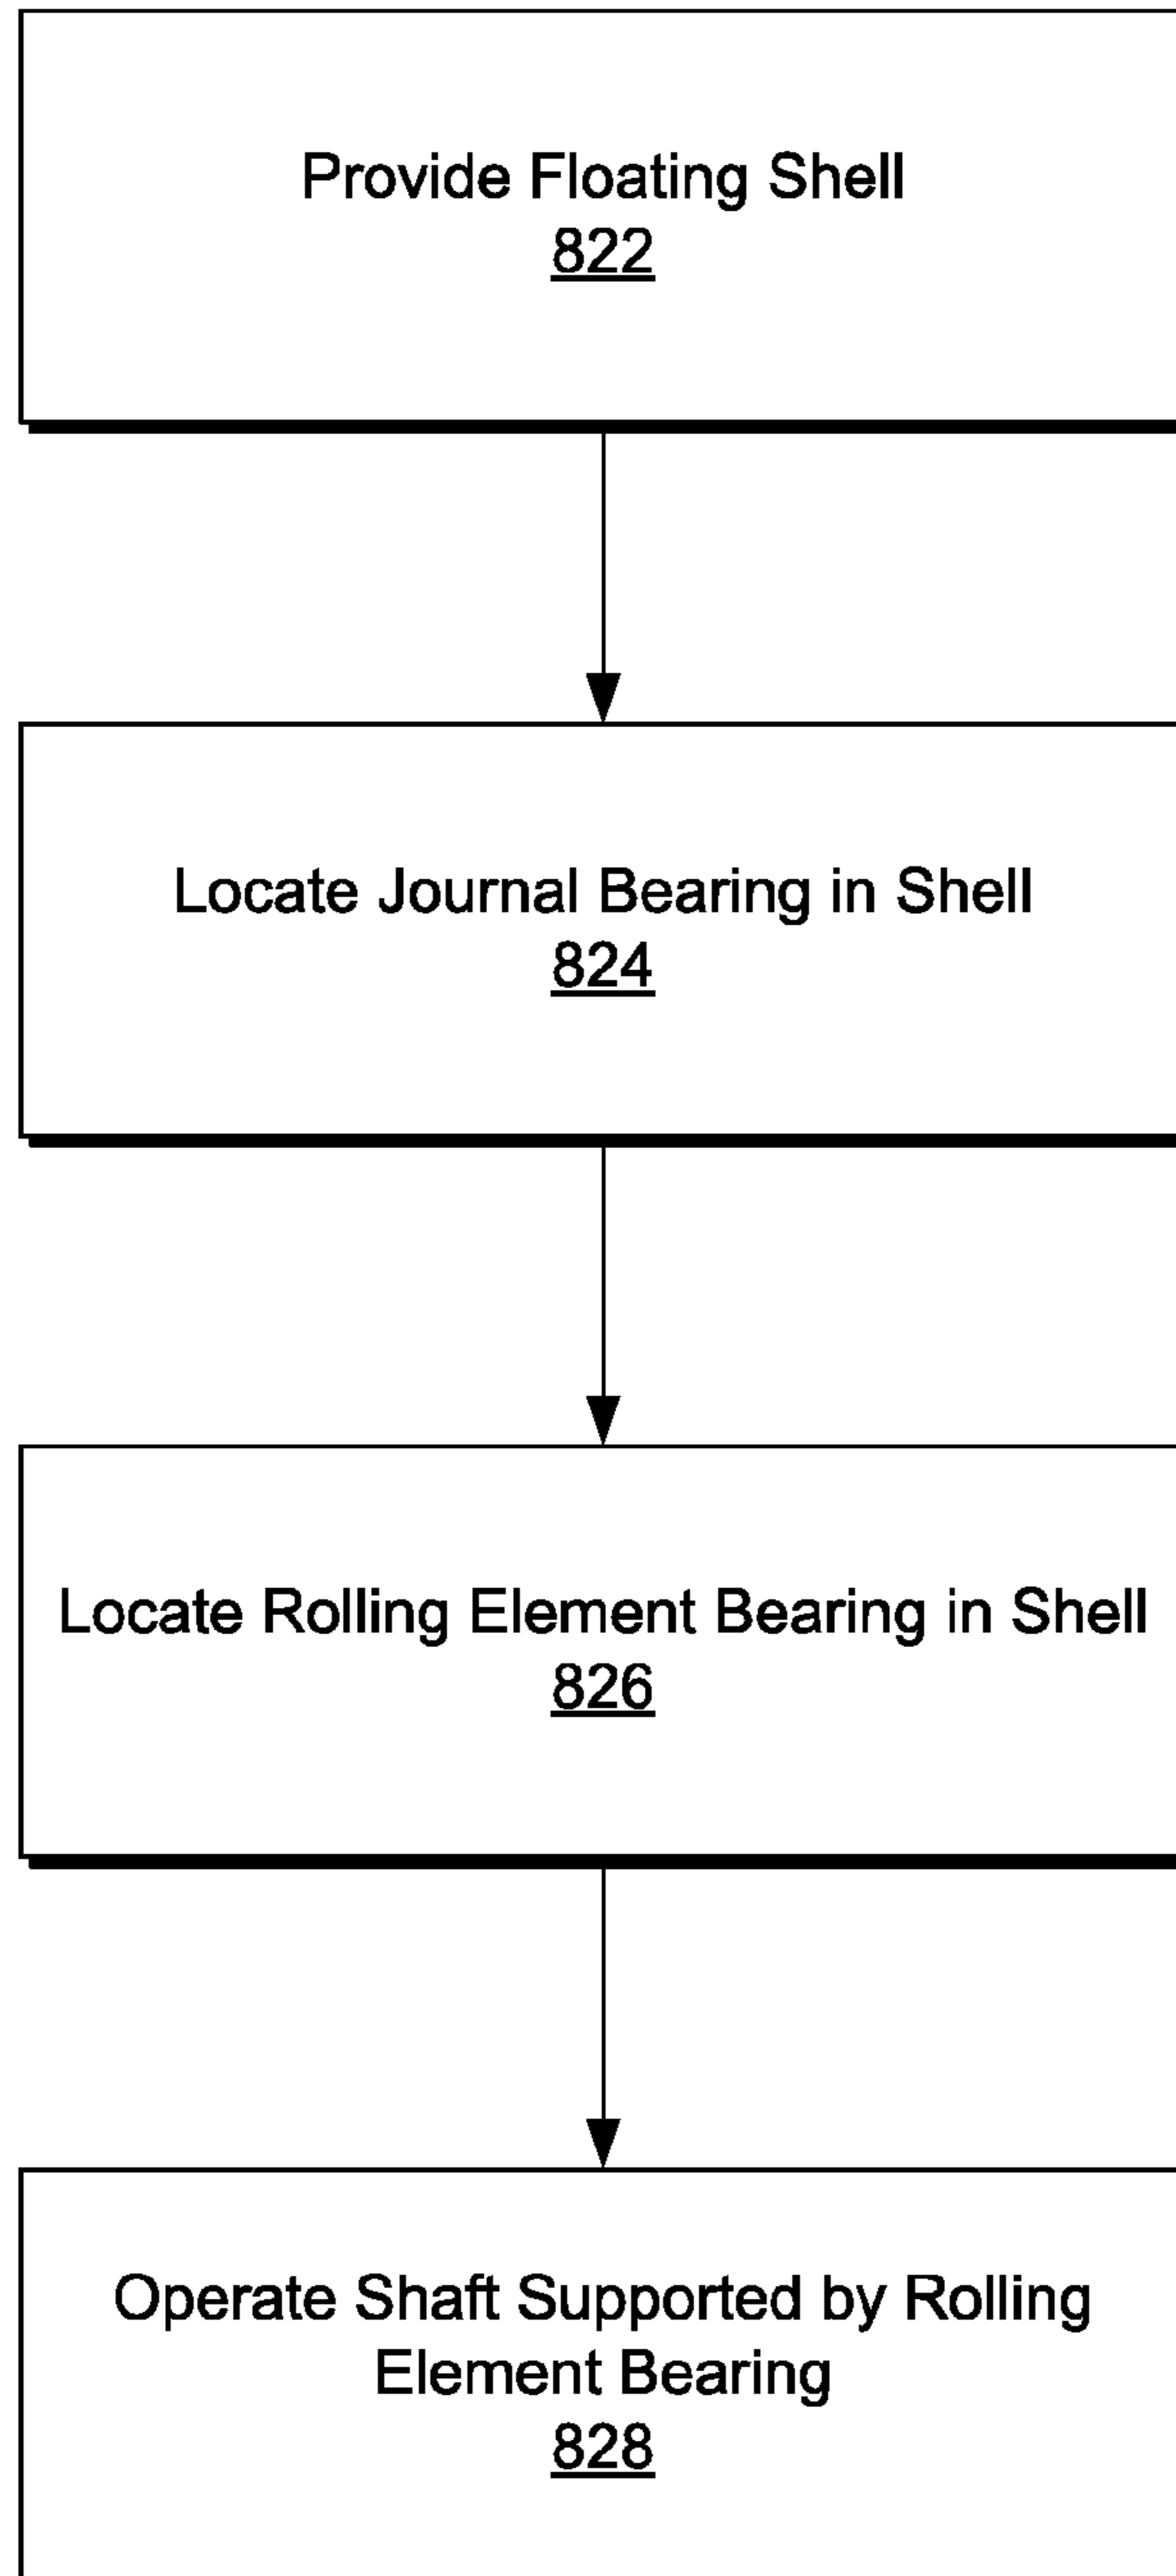 Provide Floating Shell
822
Locate Journal Bearing in Shell
824
Locate Rolling Element Bearing in Shell
826
Operate Shaft Supported by Rolling
Element Bearing
828